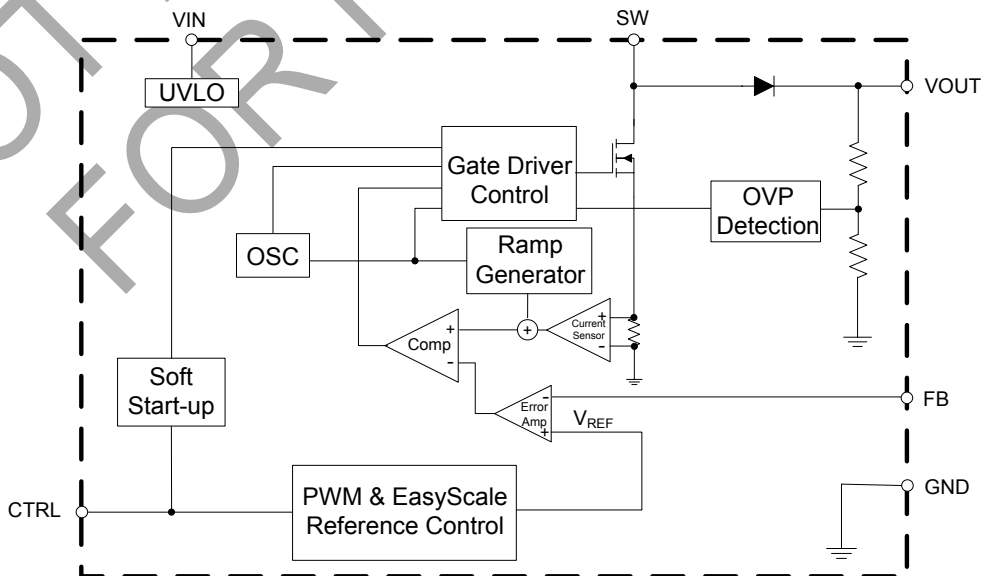 VIN
SW
UVLO
VOUT
Gate Driver
Control
OVP
Detection
OSC
Ramp
Generator
+
Current
Sensor
+
-
Comp
+
-
Soft
Start-up
Error
Amp
-
+
VREF
FB
CTRL
PWM & EasyScale
Reference Control
GND
FOR